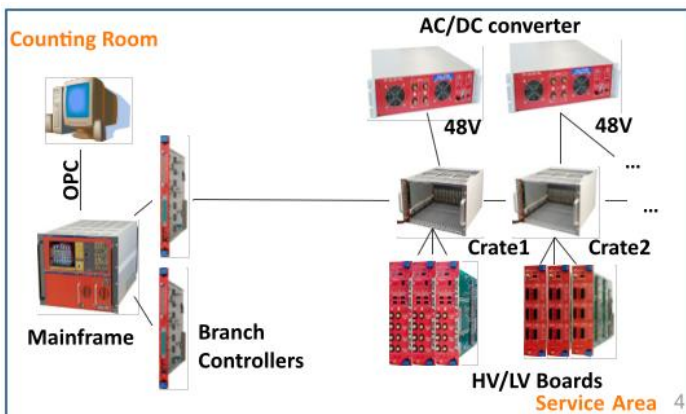 AC/DC converter
Counting Room
48V
48V
OPC
...
...
Crate1
Crate2
Mainframe
Branch
Controllers
HV/LV Boards
Service Area
4